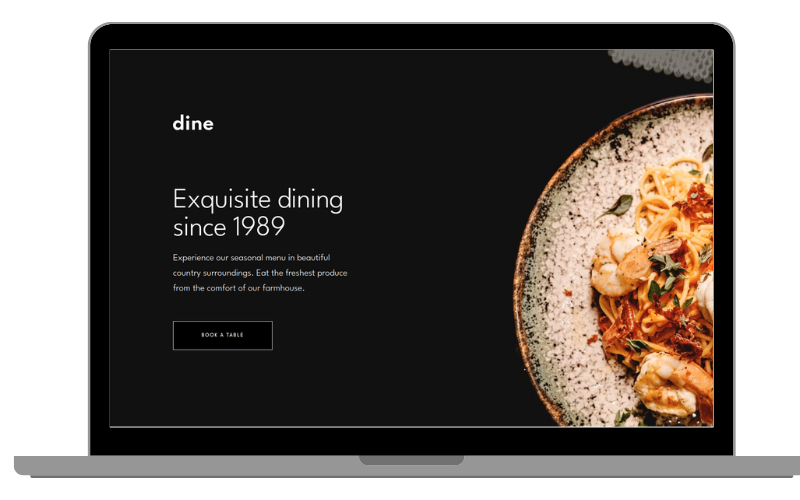 dine
Exquisite dining
since 1989
Experience our seasonal menu in beautiful
country surroundings. Eat the freshest produce
from the comfort of our farmhouse.
BOOK A TABLE